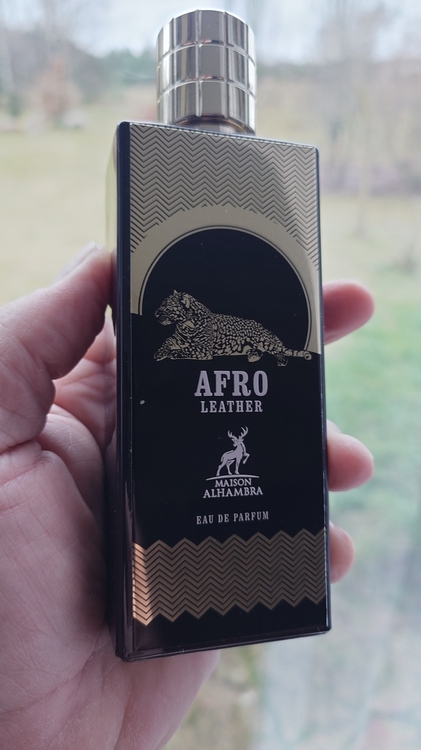 AFRO
LEATHER
MAISON
ALHAMBRA
EAU DE PARFUM